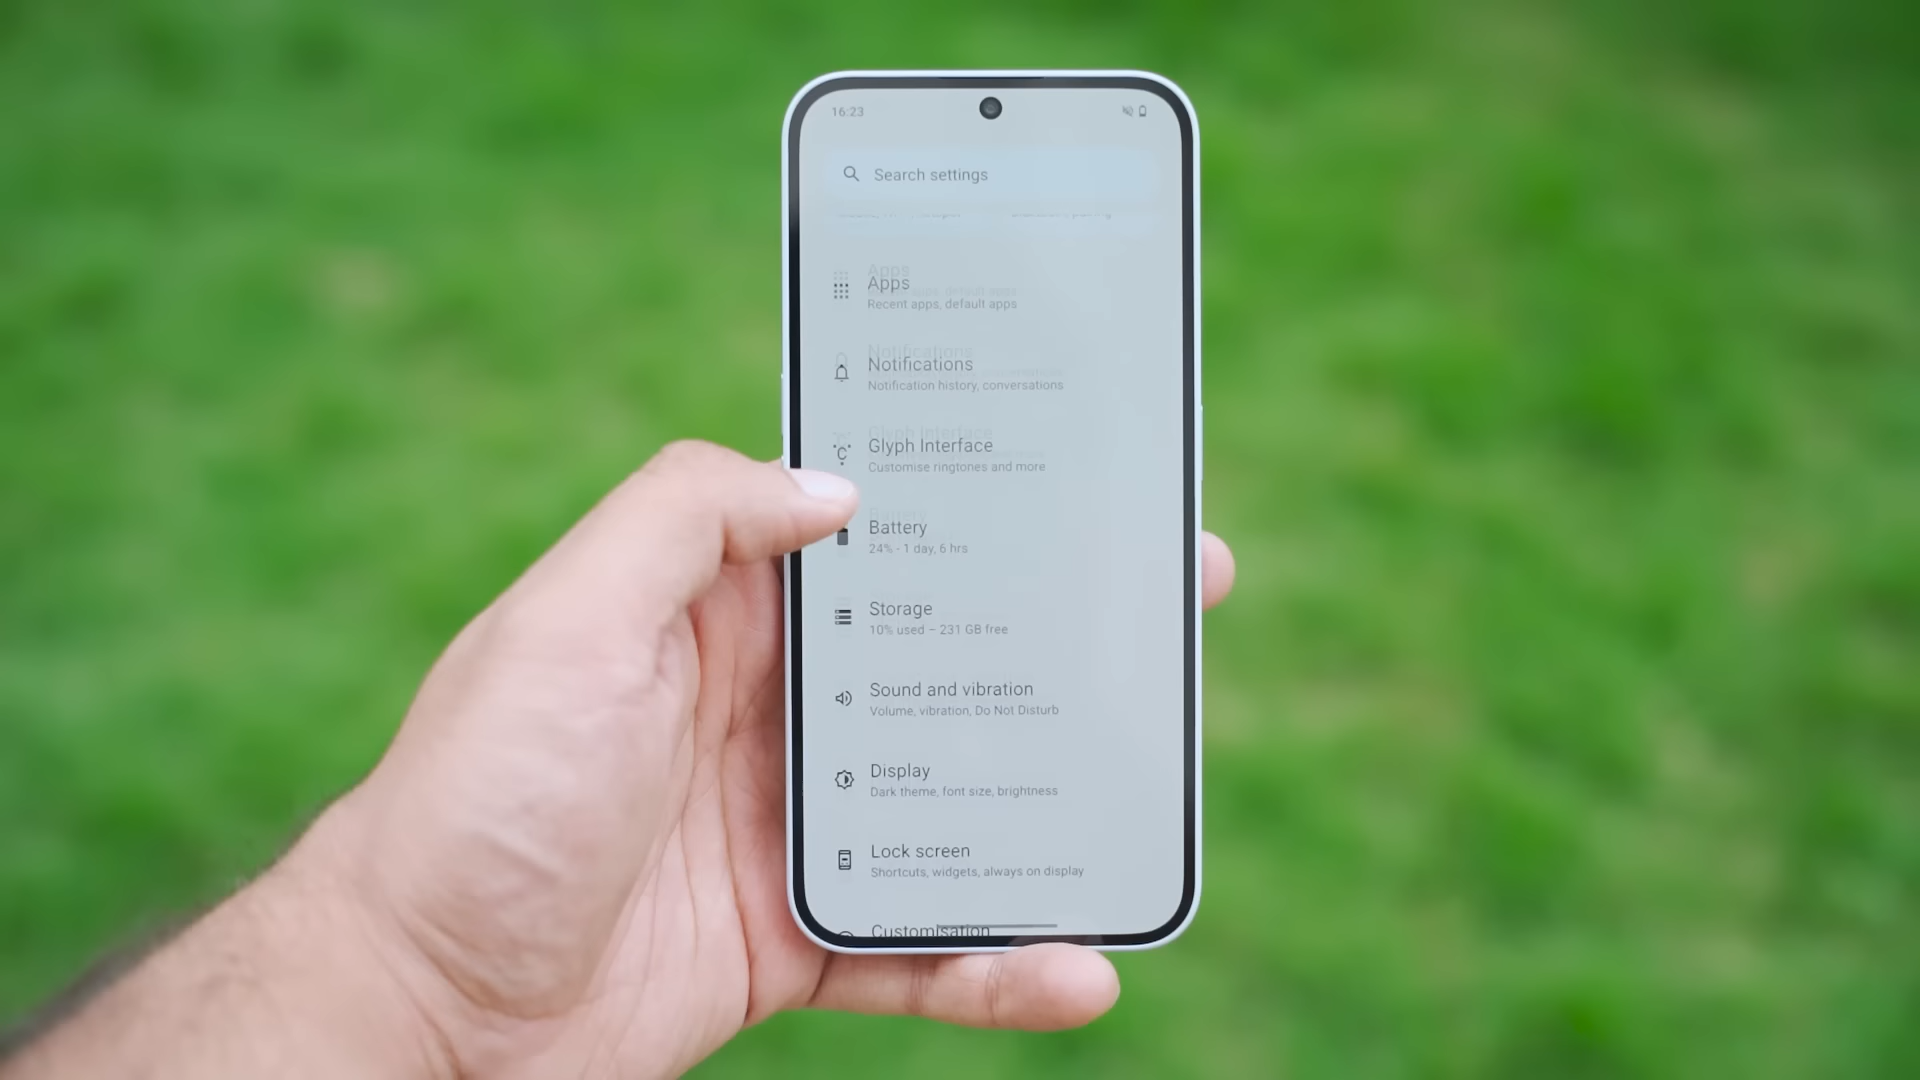 16:23
Search settings
Apps
Recent apps, default apps
Notifications
Notification history, conversations
Glyph Interface
Customise ringtones and more
Battery
24% - 1 day, 6 hrs
Storage
10% used – 231 GB free
Sound and vibration
Volume, vibration, Do Not Disturb
Display
Dark theme, font size, brightness
Lock screen
Shortcuts, widgets, always on display
Customisation